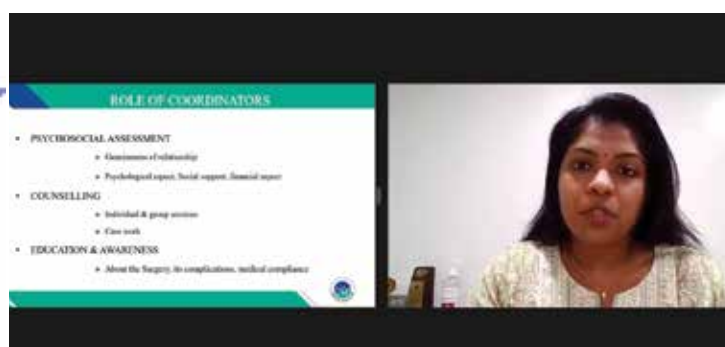 ROLE OF COORDINATORS
• PSYCHOSOCIAL ASSESSMENT
Genuineness of relationship
Psychological aspect, Social support, financial aspect
• COUNSELLING
Individual & group sessions
Case work
• EDUCATION & AWARENESS
About the Surgery, its complications, medical compliance